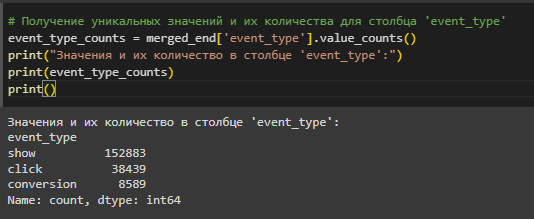 # Получение уникальных значений и их количества для столбца 'event_type'
event_type_counts = merged_end['event_type'].value_counts()
print("Значения и их количество в столбце 'event_type':")
print(event_type_counts)
print()
Значения и их количество в столбце 'event_type':
event_type
show 152883
click 38439
conversion 8589
Name: count, dtype: int64